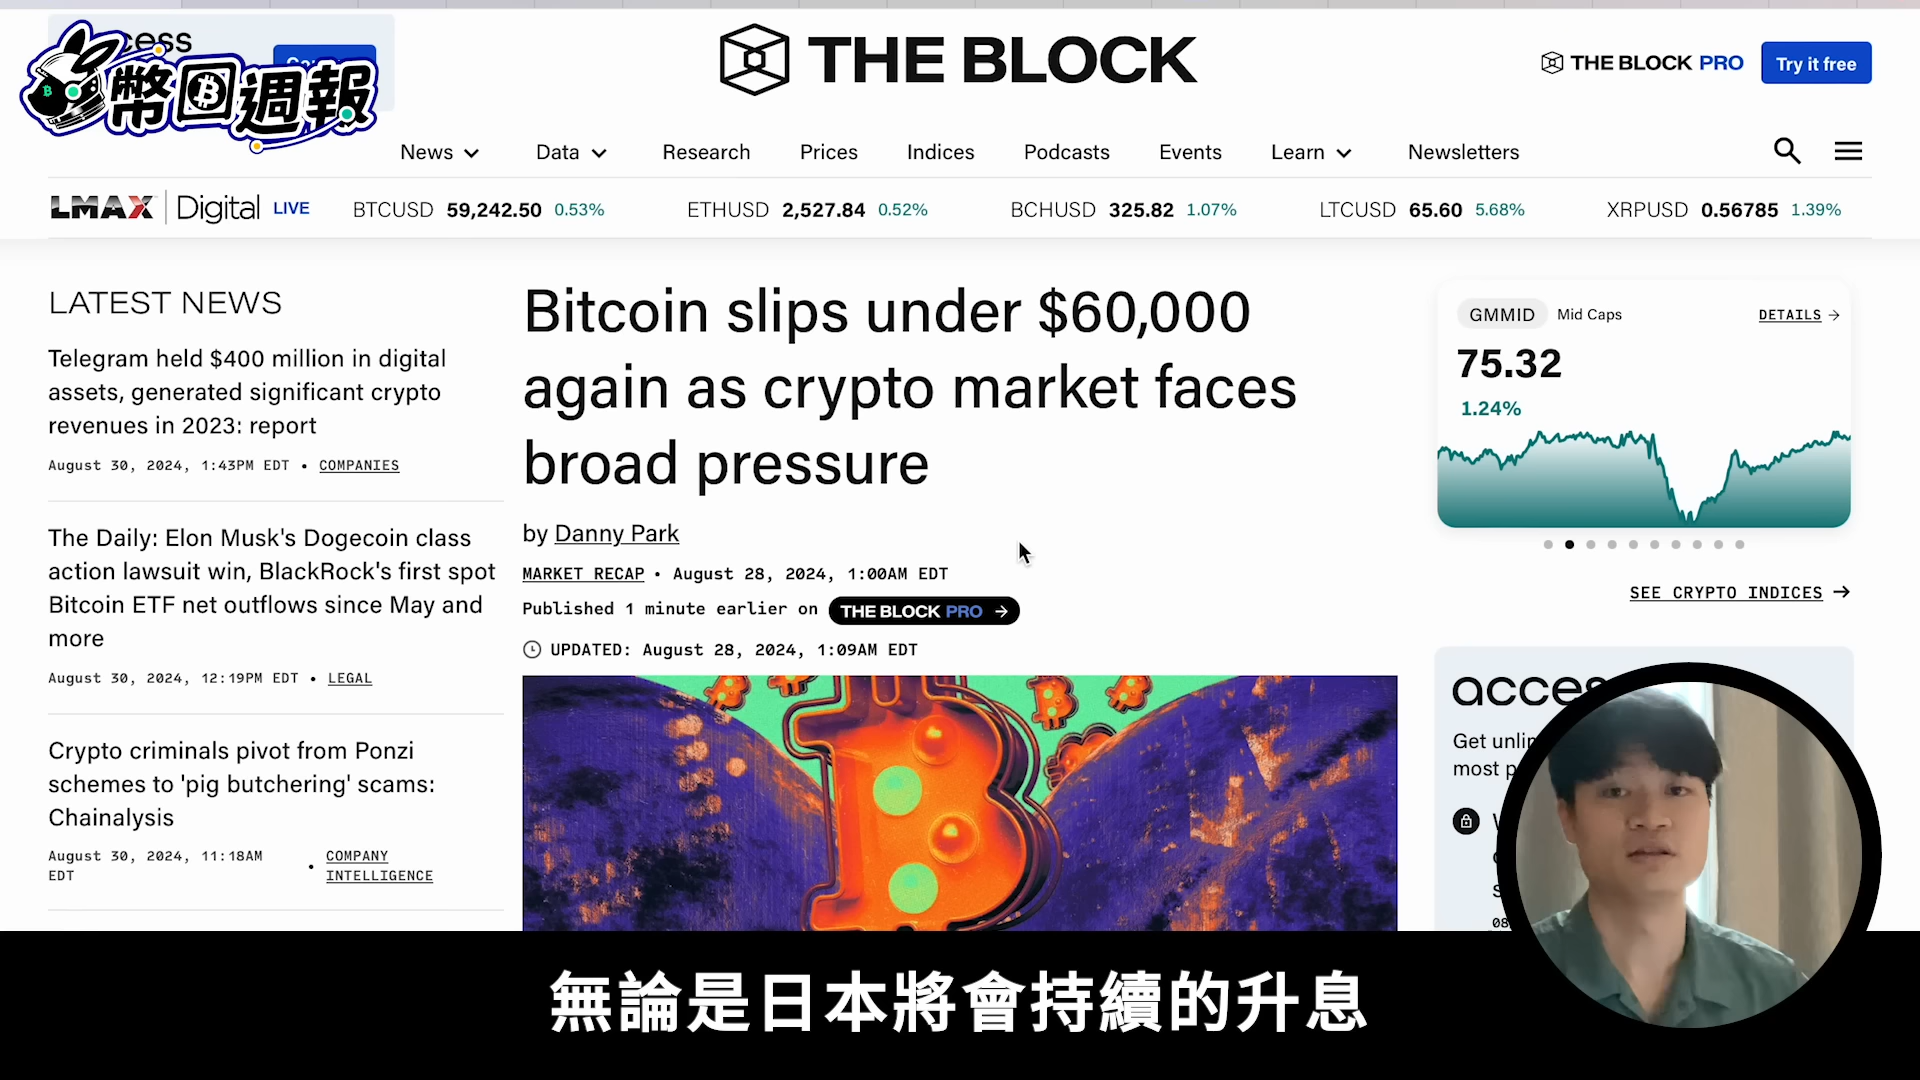 幣圈週報
THE BLOCK
THE BLOCK PRO
Try it free
News
Data
Research
Prices
Indices
Podcasts
Events
Learn
Newsletters
LMAX Digital LIVE
BTCUSD 59,242.50 0.53%
ETHUSD 2,527.84 0.52%
BCHUSD 325.82 1.07%
LTCUSD 65.60 5.68%
XRPUSD 0.56785 1.39%
LATEST NEWS
Telegram held $400 million in digital
assets, generated significant crypto
revenues in 2023: report
August 30, 2024, 1:43PM EDT • COMPANIES
The Daily: Elon Musk's Dogecoin class
action lawsuit win, BlackRock's first spot
Bitcoin ETF net outflows since May and
more
August 30, 2024, 12:19PM EDT • LEGAL
Crypto criminals pivot from Ponzi
schemes to 'pig butchering' scams:
Chainalysis
August 30, 2024, 11:18AM
EDT
• COMPANY
INTELLIGENCE
Bitcoin slips under $60,000
again as crypto market faces
broad pressure
by Danny Park
MARKET RECAP • August 28, 2024, 1:00AM EDT
Published 1 minute earlier on THE BLOCK PRO →
UPDATED: August 28, 2024, 1:09AM EDT
GMMID Mid Caps
DETAILS →
75.32
1.24%
SEE CRYPTO INDICES →
Get
most
無論是日本將會持續的升息